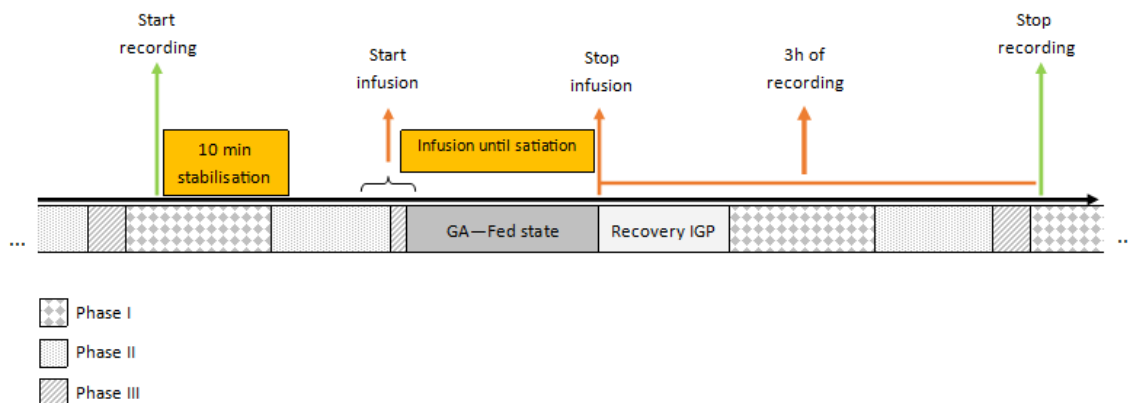 Start
recording
Start
infusion
Stop
infusion
3h of
recording
Stop
recording
10 min
stabilisation
Infusion until satiation
...
GA—Fed state
Recovery IGP
..
Phase I
Phase II
Phase III